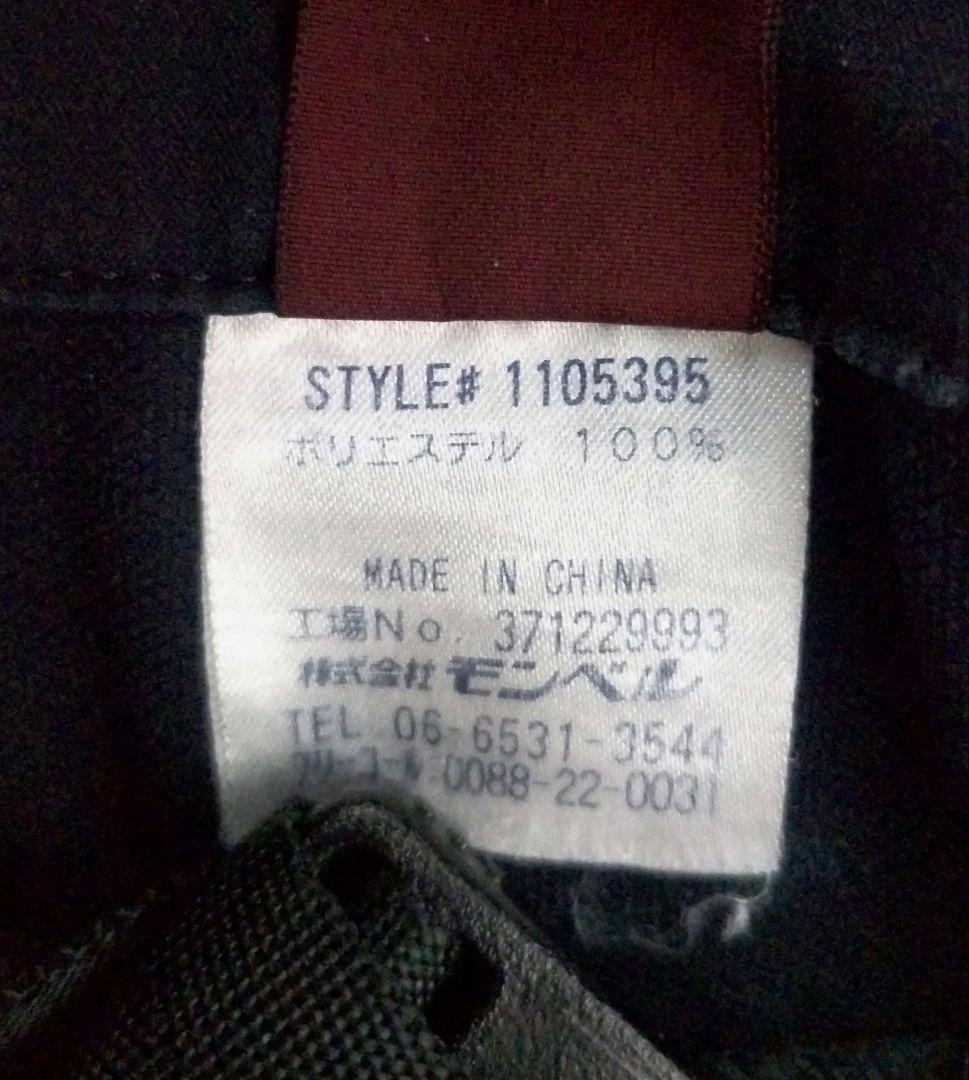 STYLE# 1105395
ポリエステル 100%
MADE IN CHINA
工場No. 371229993
株式会社 モンベル
TEL 06-6531-3544
フリーコール 0088-22-0031